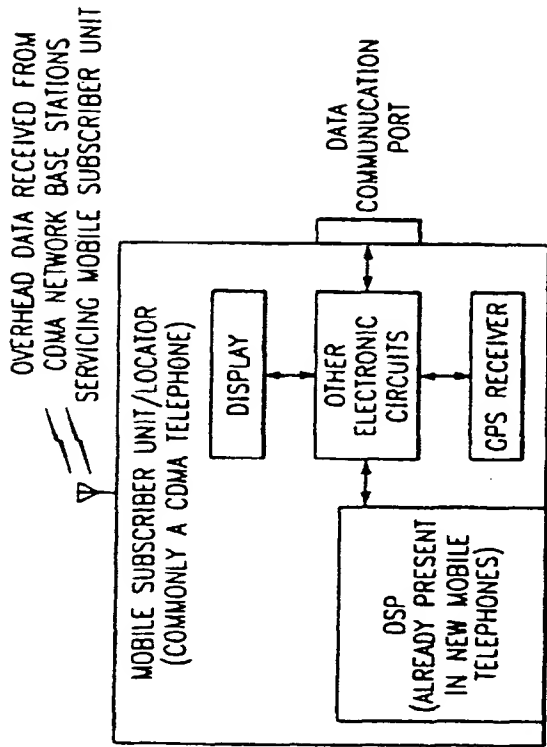 OVERHEAD DATA RECEIVED FROM
CDMA NETWORK BASE STATIONS
SERVICING MOBILE SUBSCRIBER UNIT
MOBILE SUBSCRIBER UNIT/LOCATOR
(COMMONLY A CDMA TELEPHONE)
DISPLAY
OTHER
ELECTRONIC
CIRCUITS
GPS RECEIVER
DSP
(ALREADY PRESENT
IN NEW MOBILE
TELEPHONES)
DATA
COMMUNUCATION
PORT